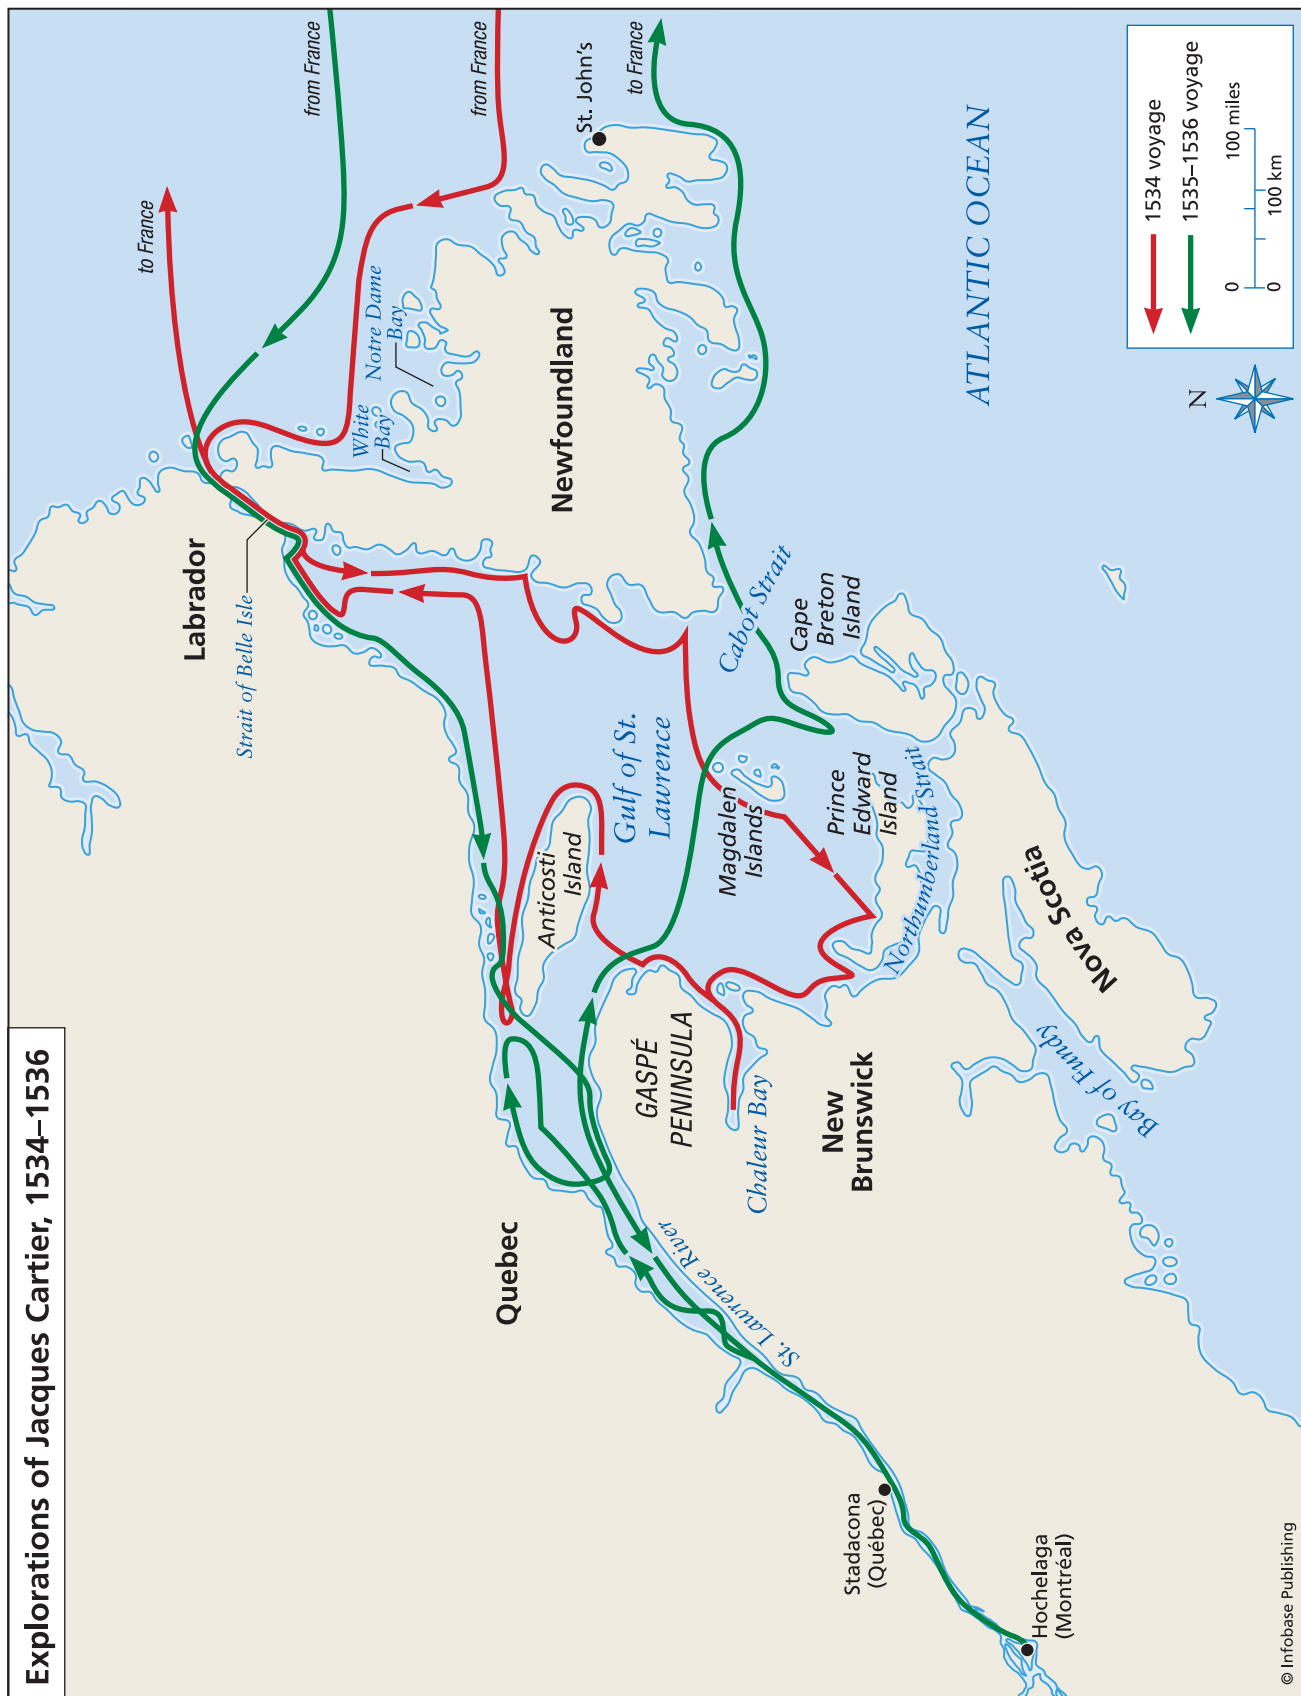 Explorations of Jacques Cartier, 1534–1536
to France
from France
from France
to France
St. John's
Labrador
Strait of Belle Isle
White
Bay
Notre Dame
Bay
Newfoundland
Quebec
Anticosti
Island
Gulf of St.
Lawrence
Cabot Strait
Cape
Breton
Island
Magdalen
Islands
Prince
Edward
Island
Northumberland Strait
GASPÉ
PENINSULA
Chaleur Bay
New
Brunswick
St. Lawrence River
Nova Scotia
Bay of Fundy
ATLANTIC OCEAN
Stadacona
(Québec)
Hochelaga
(Montréal)
N
1534 voyage
1535–1536 voyage
0 100 miles
0 100 km
© Infobase Publishing